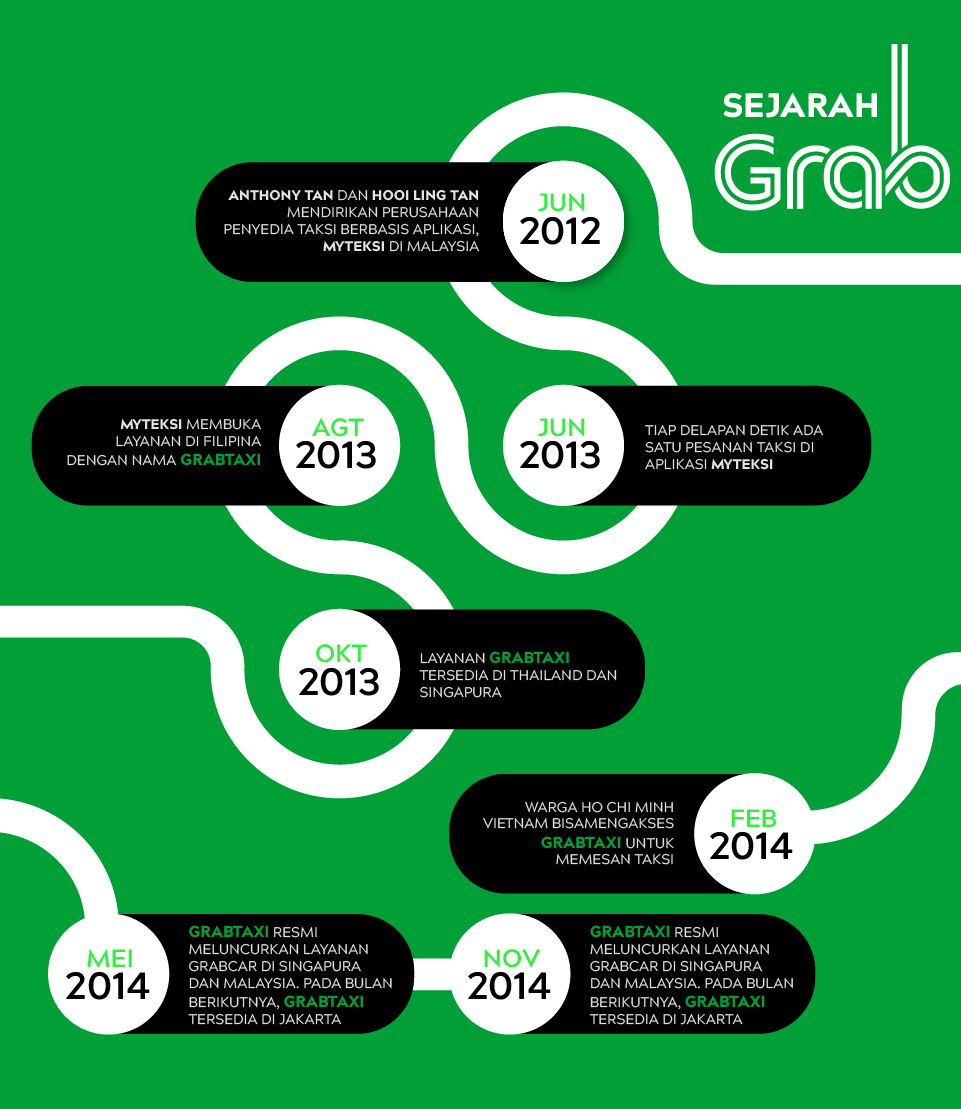 SEJARAH
Grab
ANTHONY TAN DAN HOOI LING TAN
MENDIRIKAN PERUSAHAAN
PENYEDIA TAKSI BERBASIS APLIKASI,
MYTEKSI DI MALAYSIA
JUN
2012
MYTEKSI MEMBUKA
LAYANAN DI FILIPINA
DENGAN NAMA GRABTAXI
AGT
2013
JUN
2013
TIAP DELAPAN DETIK ADA
SATU PESANAN TAKSI DI
APLIKASI MYTEKSI
OKT
2013
LAYANAN GRABTAXI
TERSEDIA DI THAILAND DAN
SINGAPURA
WARGA HO CHI MINH
VIETNAM BISAMENGAKSES
GRABTAXI UNTUK
MEMESAN TAKSI
FEB
2014
MEI
2014
GRABTAXI RESMI
MELUNCURKAN LAYANAN
GRABCAR DI SINGAPURA
DAN MALAYSIA. PADA BULAN
BERIKUTNYA, GRABTAXI
TERSEDIA DI JAKARTA
NOV
2014
GRABTAXI RESMI
MELUNCURKAN LAYANAN
GRABCAR DI SINGAPURA
DAN MALAYSIA. PADA BULAN
BERIKUTNYA, GRABTAXI
TERSEDIA DI JAKARTA